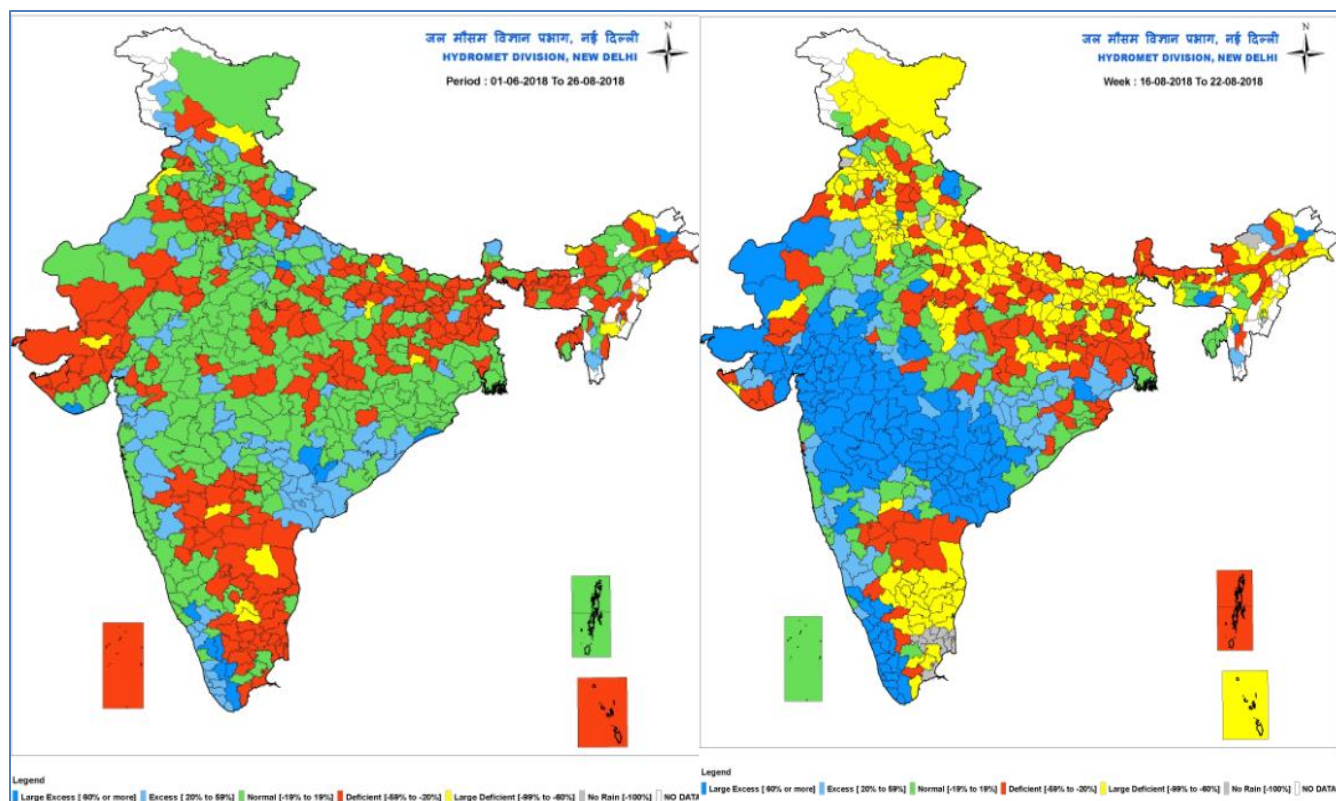 जल मौसम विज्ञान प्रभाग, नई दिल्ली
HYDROMET DIVISION, NEW DELHI
Period : 01-06-2018 To 26-08-2018
N
Legend
Large Excess [ 60% or more] Excess [ 20% to 59%] Normal [-19% to 19%] Deficient [-59% to -20%] Large Deficient [-99% to -60%] No Rain [-100%] NO DATA
जल मौसम विज्ञान प्रभाग, नई दिल्ली
HYDROMET DIVISION, NEW DELHI
Week : 16-08-2018 To 22-08-2018
N
Legend
Large Excess [ 60% or more] Excess [ 20% to 59%] Normal [-19% to 19%] Deficient [-59% to -20%] Large Deficient [-99% to -60%] No Rain [-100%] NO DATA